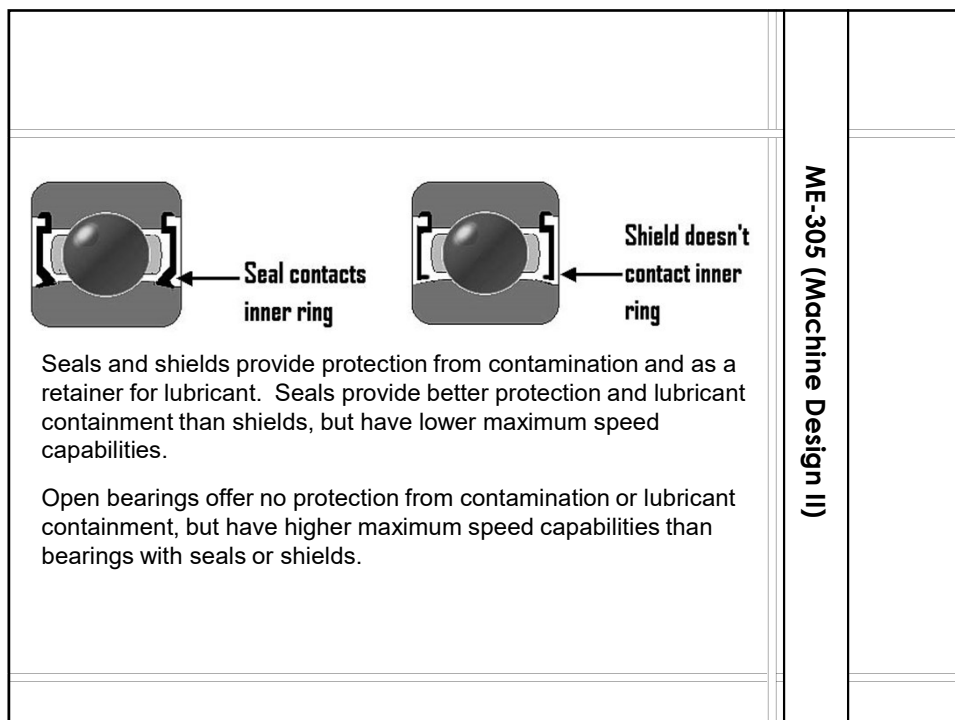 Seal contacts
inner ring
Shield doesn't
contact inner
ring
Seals and shields provide protection from contamination and as a
retainer for lubricant.  Seals provide better protection and lubricant
containment than shields, but have lower maximum speed
capabilities.
Open bearings offer no protection from contamination or lubricant
containment, but have higher maximum speed capabilities than
bearings with seals or shields.
ME-305 (Machine Design II)